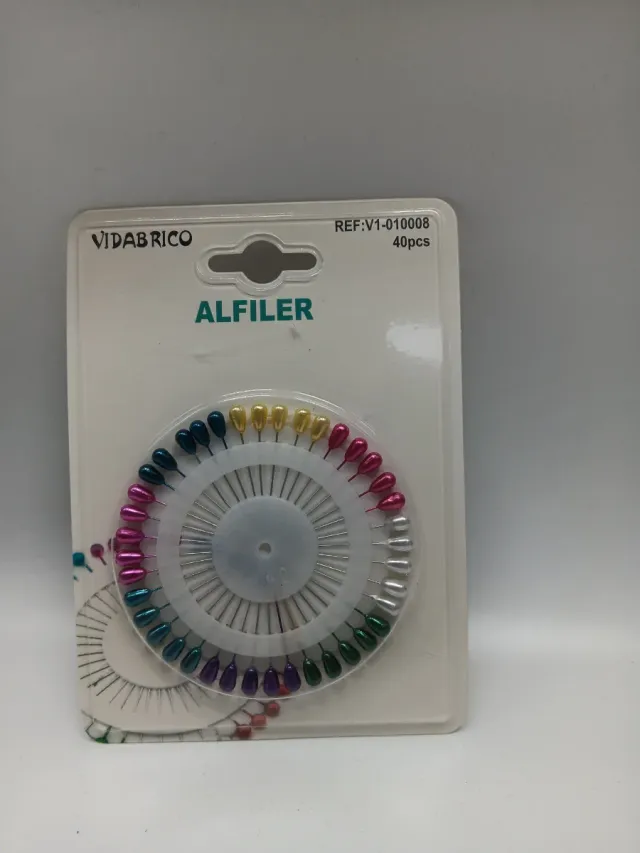 VIDABRICO
REF:V1-010008
40pcs
ALFILER